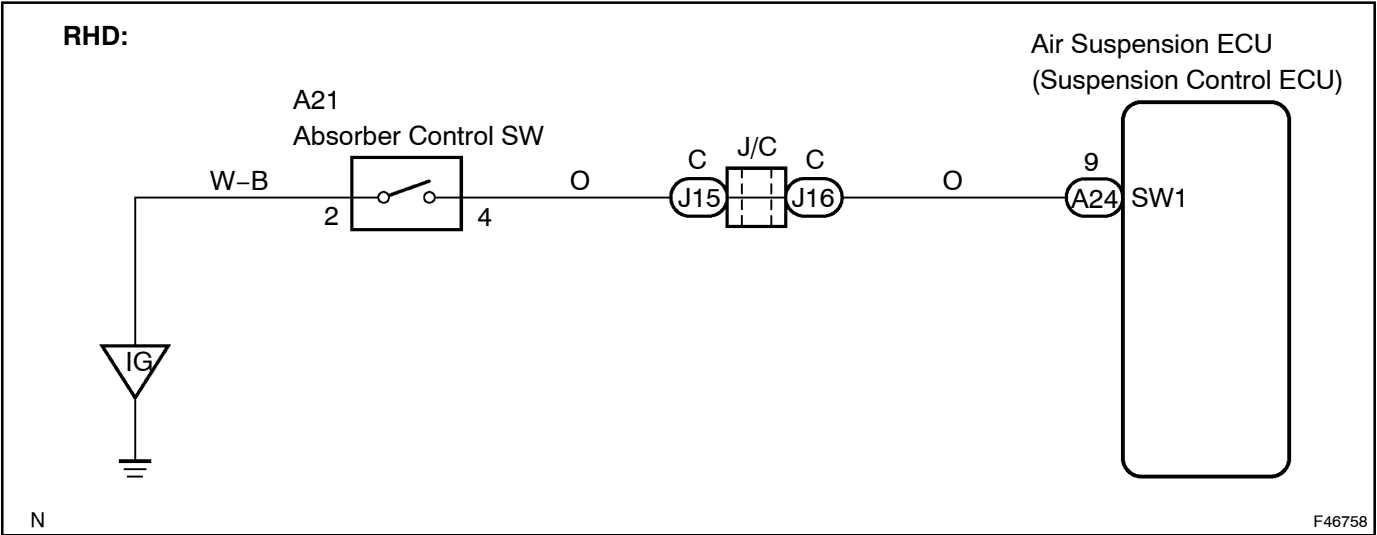 RHD:
Air Suspension ECU
(Suspension Control ECU)
A21
Absorber Control SW
W–B
2
4
O
C
J15
J/C
C
J16
O
9
A24
SW1
IG
N
F46758